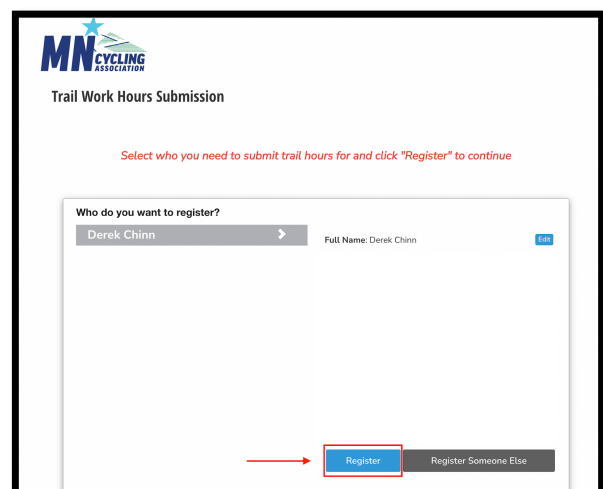 MN CYCLING
ASSOCIATION
Trail Work Hours Submission
Select who you need to submit trail hours for and click "Register" to continue
Who do you want to register?
Derek Chinn
Full Name: Derek Chinn
Edit
Register
Register Someone Else